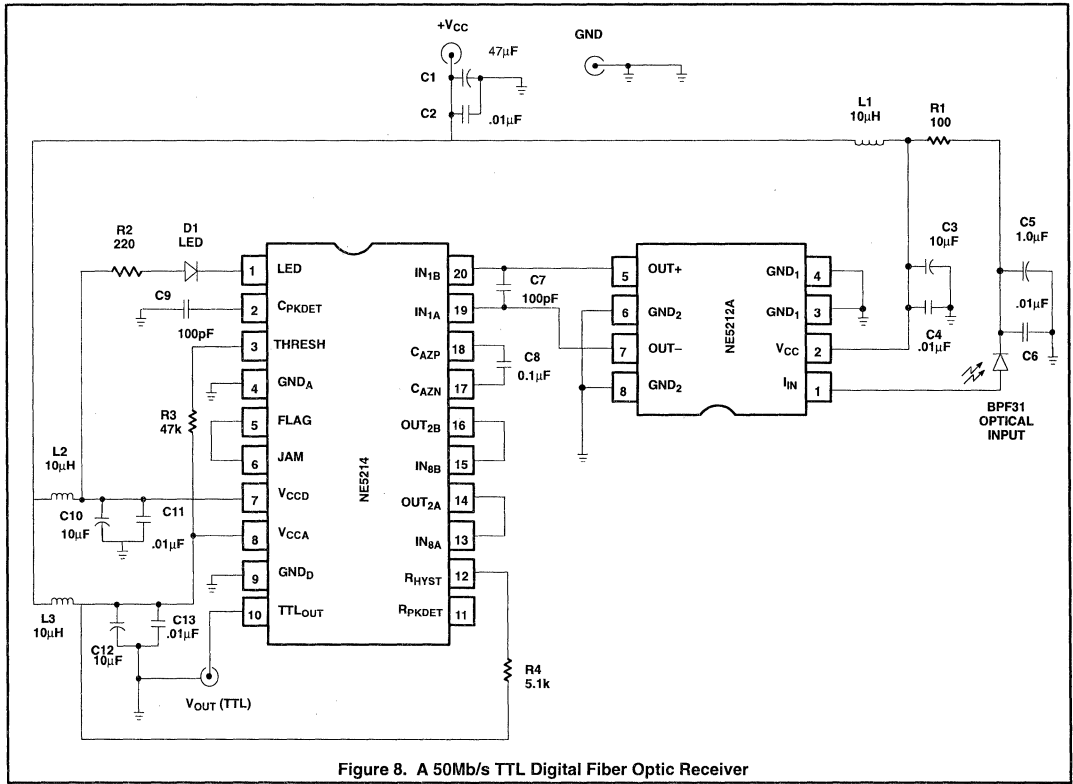 +VCC
GND
C1
47µF
C2
.01µF
L1
10µH
R1
100
R2
220
D1
LED
C9
100pF
R3
47k
L2
10µH
C10
10µF
C11
.01µF
L3
10µH
C12
10µF
C13
.01µF
VOUT (TTL)
NE5214
1 LED
2 CPKDET
3 THRESH
4 GNDA
5 FLAG
6 JAM
7 VCCD
8 VCCA
9 GNDD
10 TTLOUT
IN1B 20
IN1A 19
CAZP 18
CAZN 17
OUT2B 16
IN8B 15
OUT2A 14
IN8A 13
RHYST 12
RPKDET 11
C7
100pF
C8
0.1µF
R4
5.1k
NE5212A
5 OUT+
6 GND2
7 OUT–
8 GND2
GND1 4
GND1 3
VCC 2
IIN 1
C3
10µF
C4
.01µF
C5
1.0µF
.01µF
C6
BPF31
OPTICAL
INPUT
Figure 8. A 50Mb/s TTL Digital Fiber Optic Receiver